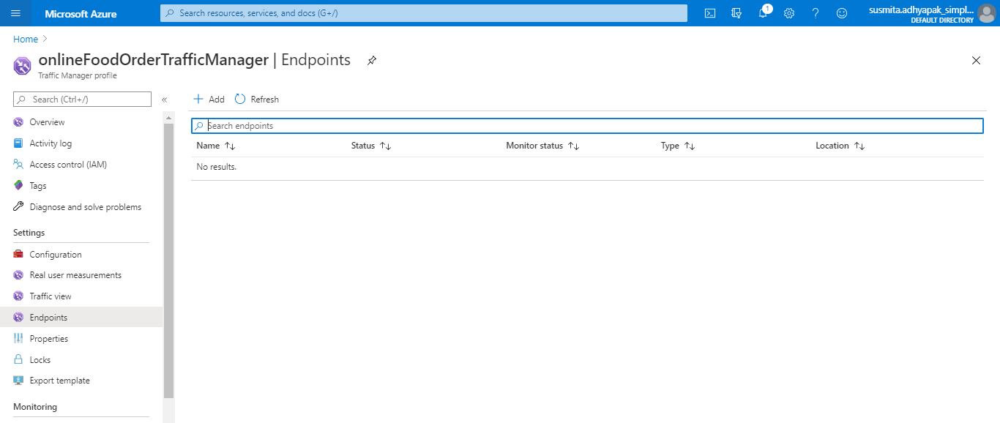 Microsoft Azure
Search resources, services, and docs (G+/)
1
susmita.adhyapak_simpl...
DEFAULT DIRECTORY
Home
onlineFoodOrderTrafficManager | Endpoints
Traffic Manager profile
Search (Ctrl+/)
«
Add
Refresh
Overview
Activity log
Access control (IAM)
Tags
Diagnose and solve problems
Settings
Configuration
Real user measurements
Traffic view
Endpoints
Properties
Locks
Export template
Monitoring
Search endpoints
Name
Status
Monitor status
Type
Location
No results.